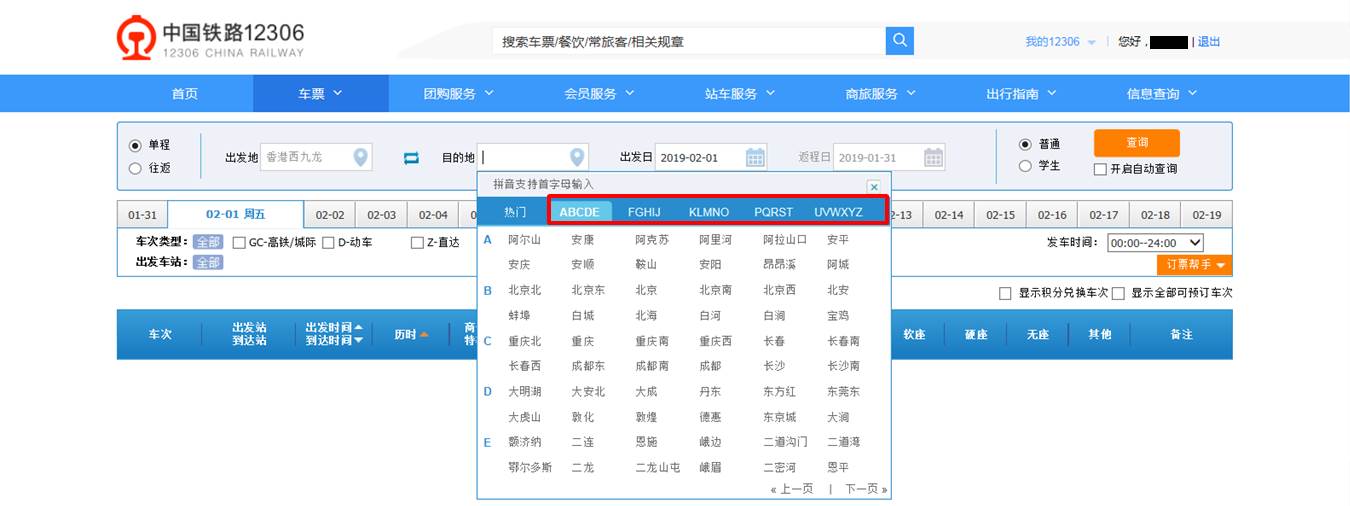 中国铁路12306
12306 CHINA RAILWAY
搜索车票/餐饮/常旅客/相关规章
我的12306 | 您好， | 退出
首页 车票 团购服务 会员服务 站车服务 商旅服务 出行指南 信息查询
单程
往返
出发地 香港西九龙 目的地 出发日 2019-02-01 返程日 2019-01-31
普通
学生
查询
开启自动查询
拼音支持首字母输入
热门 ABCDE FGHIJ KLMNO PQRST UVWXYZ
01-31 02-01 周五 02-02 02-03 02-04 0 2-13 02-14 02-15 02-16 02-17 02-18 02-19
车次类型： 全部 GC-高铁/城际 D-动车 Z-直达 发车时间： 00:00--24:00
出发车站： 全部 订票帮手
显示积分兑换车次 显示全部可预订车次
车次 出发站 出发时间 历时 商 软座 硬座 无座 其他 备注
到达站 到达时间 特
A 阿尔山 安康 阿克苏 阿里河 阿拉山口 安平
安庆 安顺 鞍山 安阳 昂昂溪 阿城
B 北京北 北京东 北京 北京南 北京西 北安
蚌埠 白城 北海 白河 白涧 宝鸡
C 重庆北 重庆 重庆南 重庆西 长春 长春南
长春西 成都东 成都南 成都 长沙 长沙南
D 大明湖 大安北 大成 丹东 东方红 东莞东
大虎山 敦化 敦煌 德惠 东京城 大涧
E 额济纳 二连 恩施 峨边 二道沟门 二道湾
鄂尔多斯 二龙 二龙山屯 峨眉 二密河 恩平
« 上一页 | 下一页 »